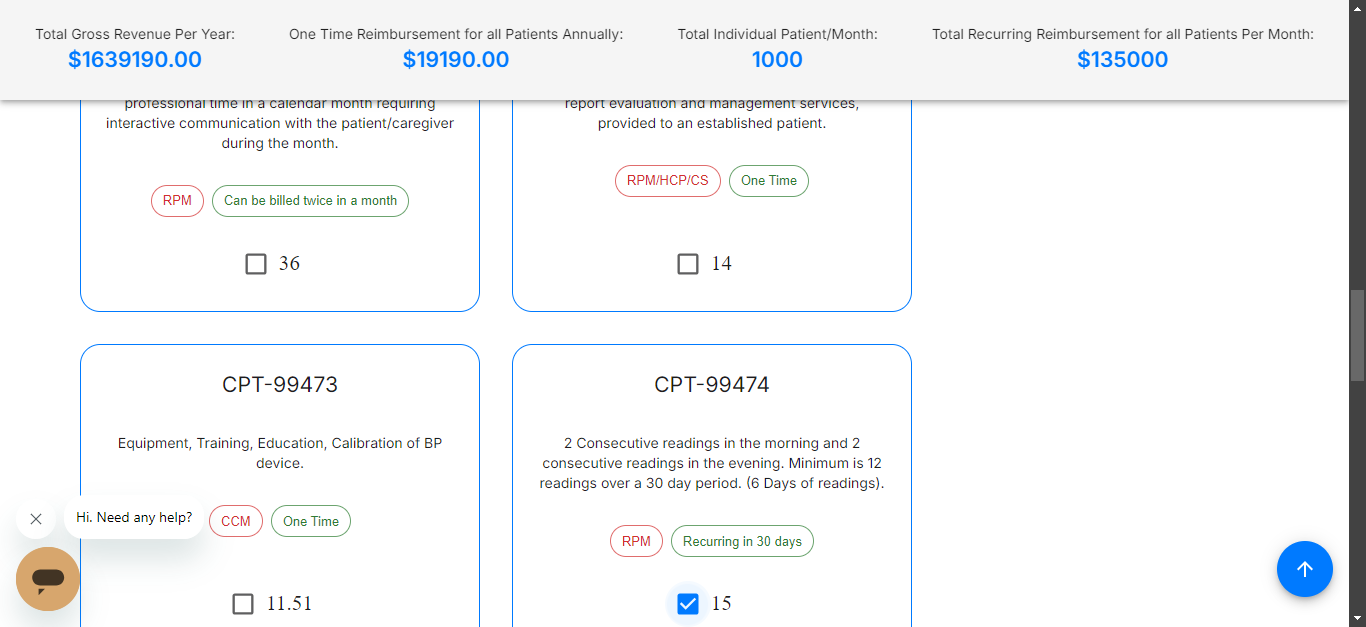 Total Gross Revenue Per Year:
$1639190.00
One Time Reimbursement for all Patients Annually:
$19190.00
Total Individual Patient/Month:
1000
Total Recurring Reimbursement for all Patients Per Month:
$135000
professional time in a calendar month requiring
interactive communication with the patient/caregiver
during the month.
RPM
Can be billed twice in a month
36
report evaluation and management services,
provided to an established patient.
RPM/HCP/CS
One Time
14
CPT-99473
Equipment, Training, Education, Calibration of BP
device.
CCM
One Time
11.51
CPT-99474
2 Consecutive readings in the morning and 2
consecutive readings in the evening. Minimum is 12
readings over a 30 day period. (6 Days of readings).
RPM
Recurring in 30 days
15
Hi. Need any help?